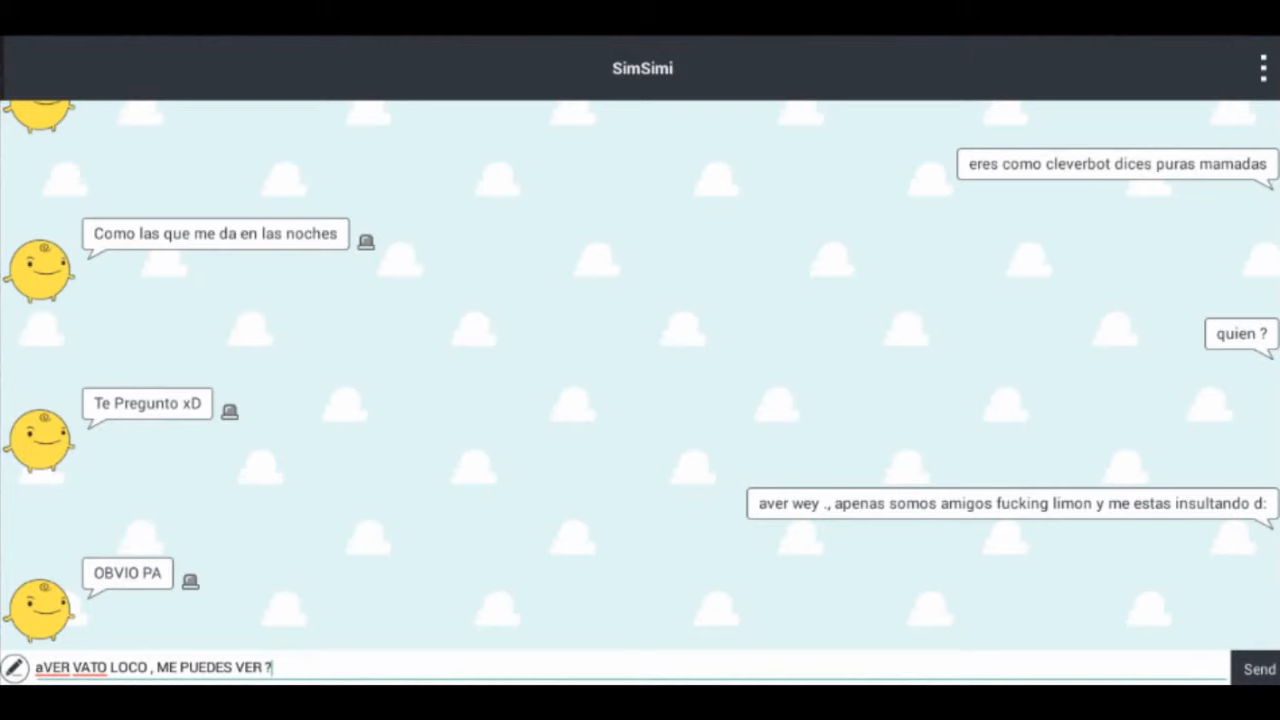 SimSimi
eres como cleverbot dices puras mamadas
Como las que me da en las noches
quien ?
Te Pregunto xD
aver wey ., apenas somos amigos fucking limon y me estas insultando d:
OBVIO PA
aVER VATO LOCO , ME PUEDES VER ?
Send